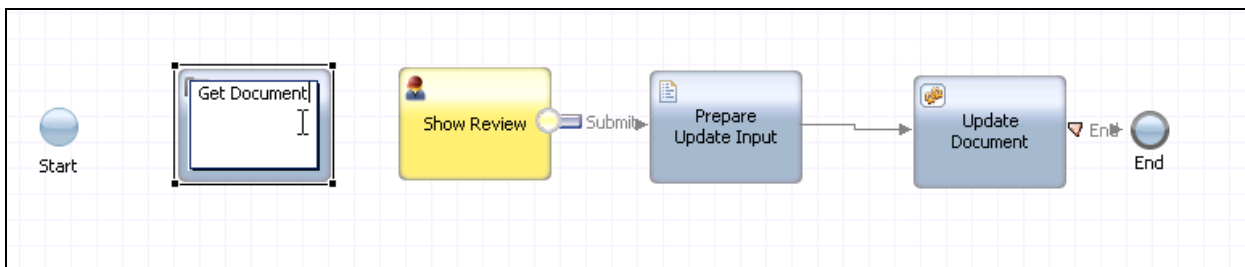 Start
Get Document
Show Review
Submit
Prepare
Update Input
Update
Document
End
End